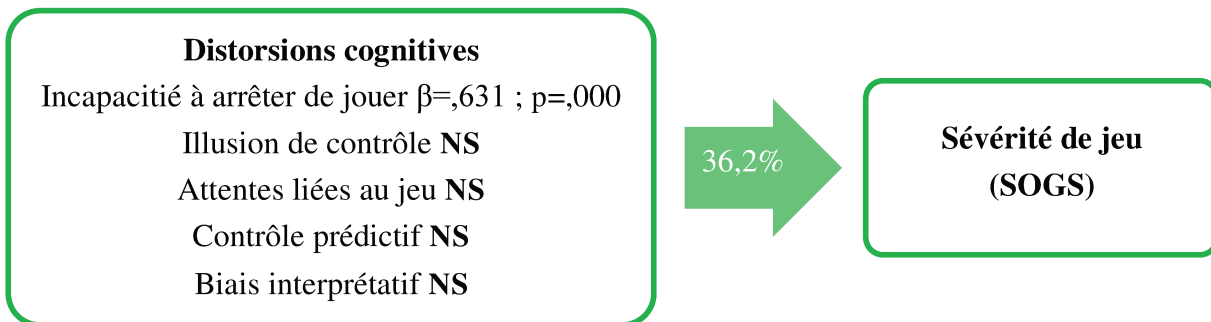 Distorsions cognitives
Incapacitié à arrêter de jouer β=,631 ; p=,000
Illusion de contrôle NS
Attentes liées au jeu NS
Contrôle prédictif NS
Biais interprétatif NS
36,2%
Sévérité de jeu
(SOGS)